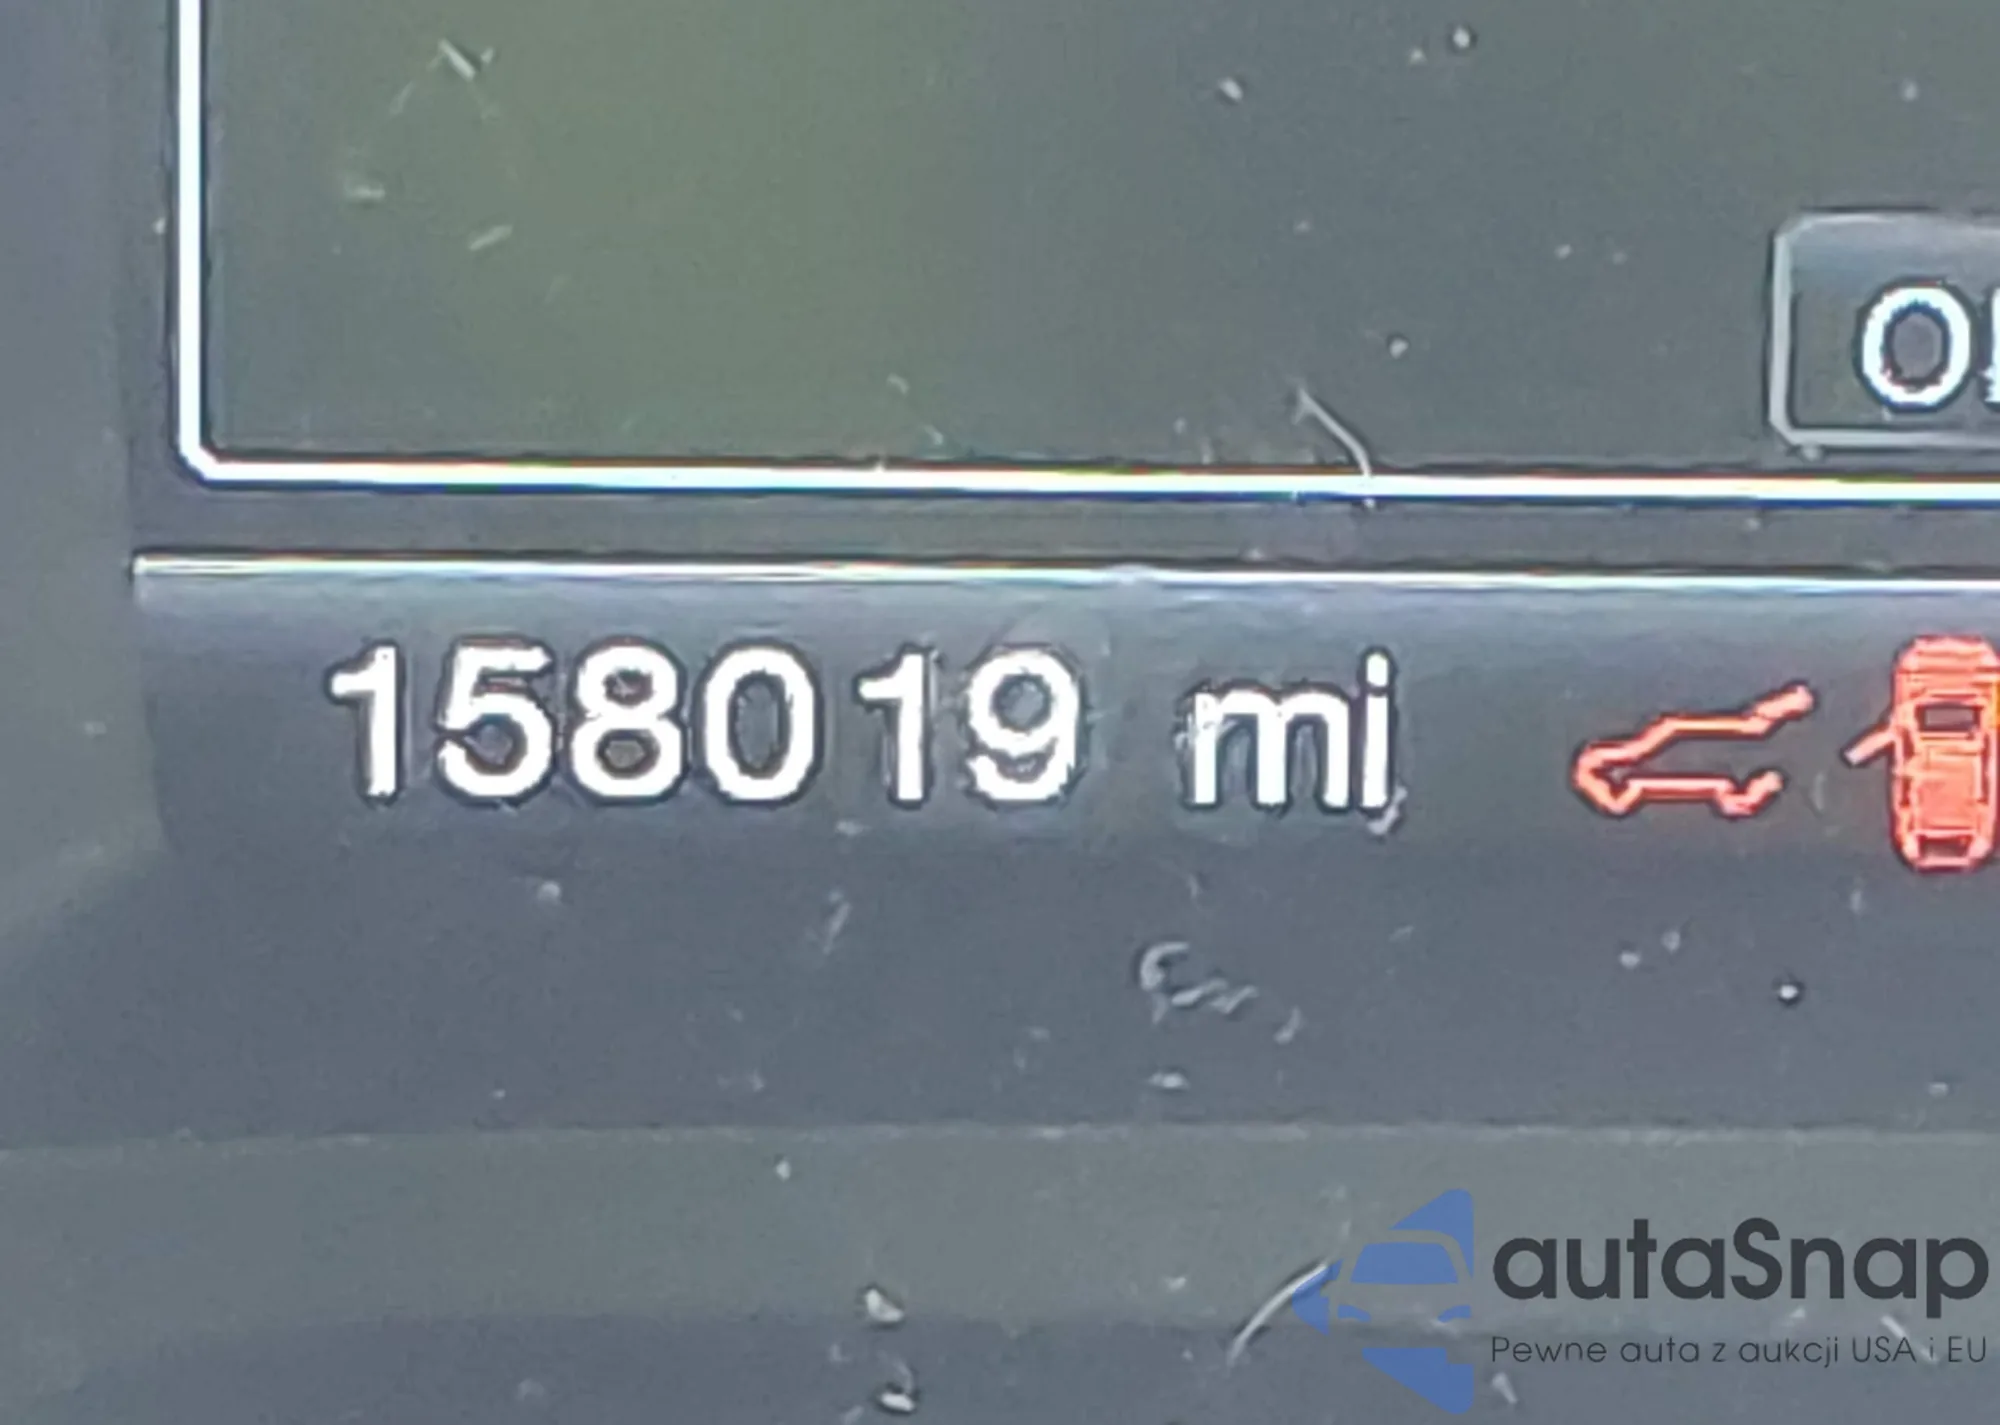 158019 mi
autaSnap
Pewne auta z aukcji USA i EU